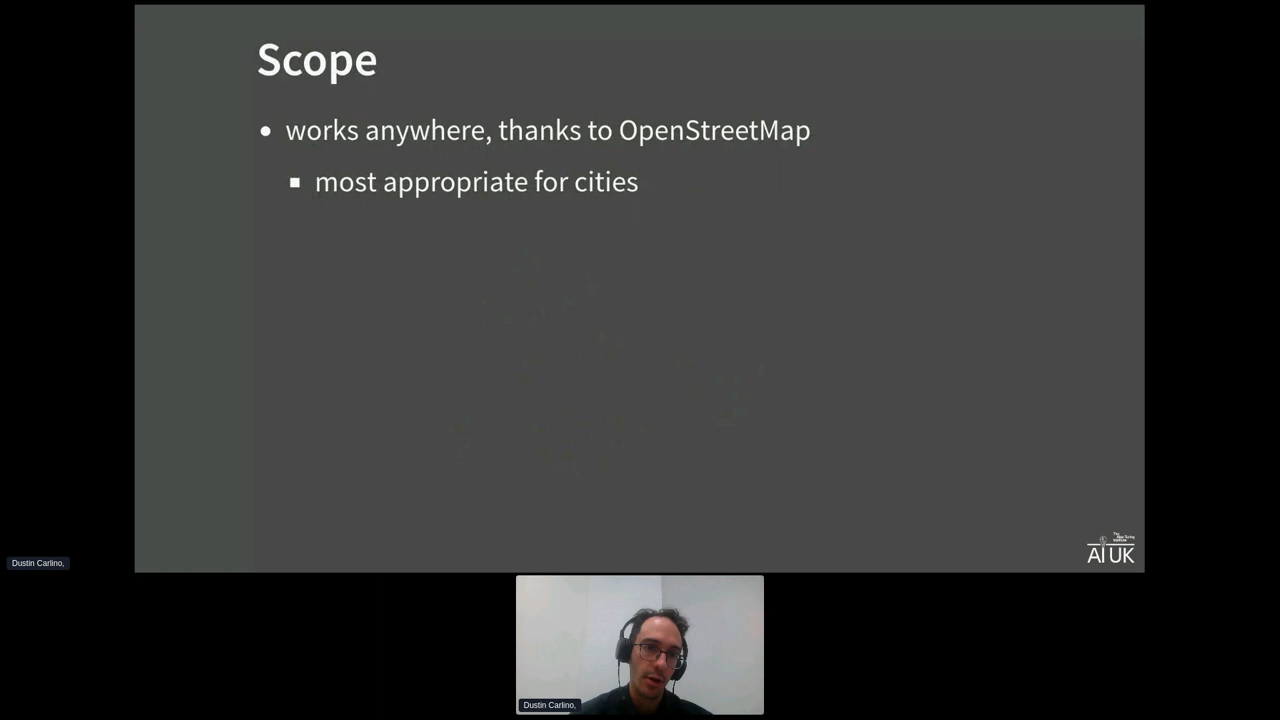 Scope
works anywhere, thanks to OpenStreetMap
most appropriate for cities
AI UK
Dustin Carlino,
Dustin Carlino,